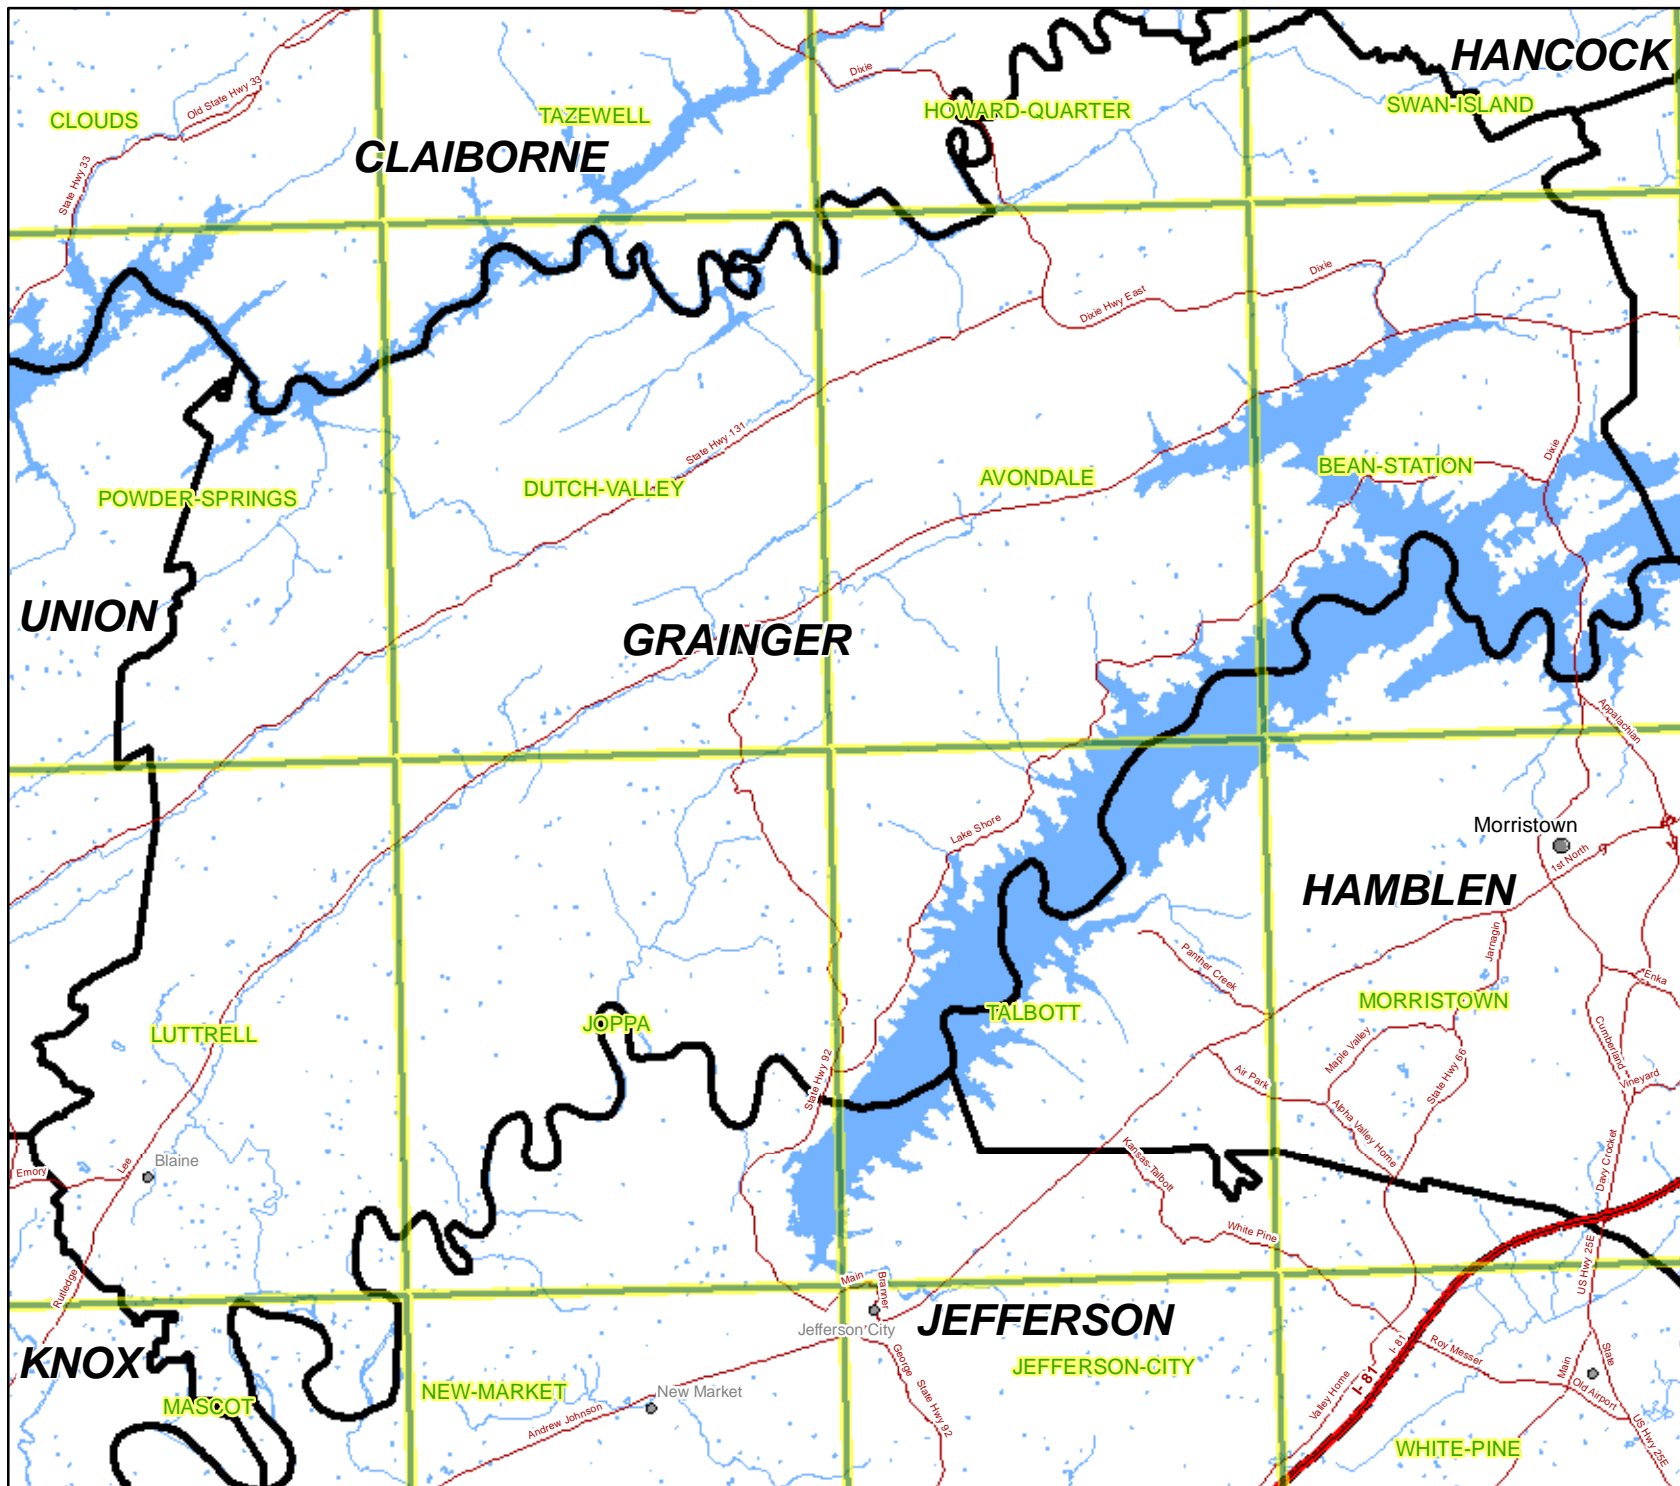 HANCOCK
Dixie
Old State Hwy 33
CLOUDS
TAZEWELL
HOWARD-QUARTER
SWAN-ISLAND
CLAIBORNE
State Hwy 33
Dixie
Dixie Hwy East
State Hwy 131
Dixie
BEAN-STATION
AVONDALE
DUTCH-VALLEY
POWDER-SPRINGS
UNION
GRAINGER
Appalachian
Lake Shore
Morristown
1st North
HAMBLEN
Jarnagin
Panther Creek
Enka
MORRISTOWN
TALBOTT
JOPPA
LUTTRELL
Cumberland
Maple Valley
State Hwy 66
State Hwy 92
Air Park
Vineyard
Alpha Valley Home
Davy Crocket
Kansas-Talbott
Blaine
Lee
Emory
White Pine
US Hwy 25E
Rutledge
Main
Branner
JEFFERSON
Jefferson City
KNOX
I- 81
Roy Messer
State
Main
George
JEFFERSON-CITY
I- 81
NEW-MARKET
New Market
Old Airport
Valley Home
State Hwy 92
MASCOT
Andrew Johnson
US Hwy 25E
WHITE-PINE